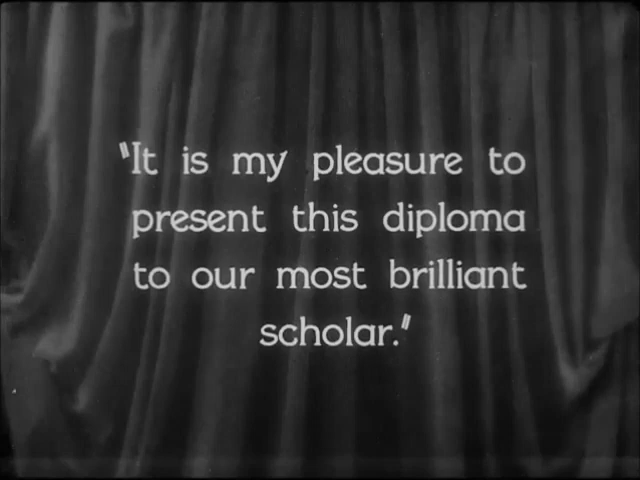 "It is my pleasure to
present this diploma
to our most brilliant
scholar."